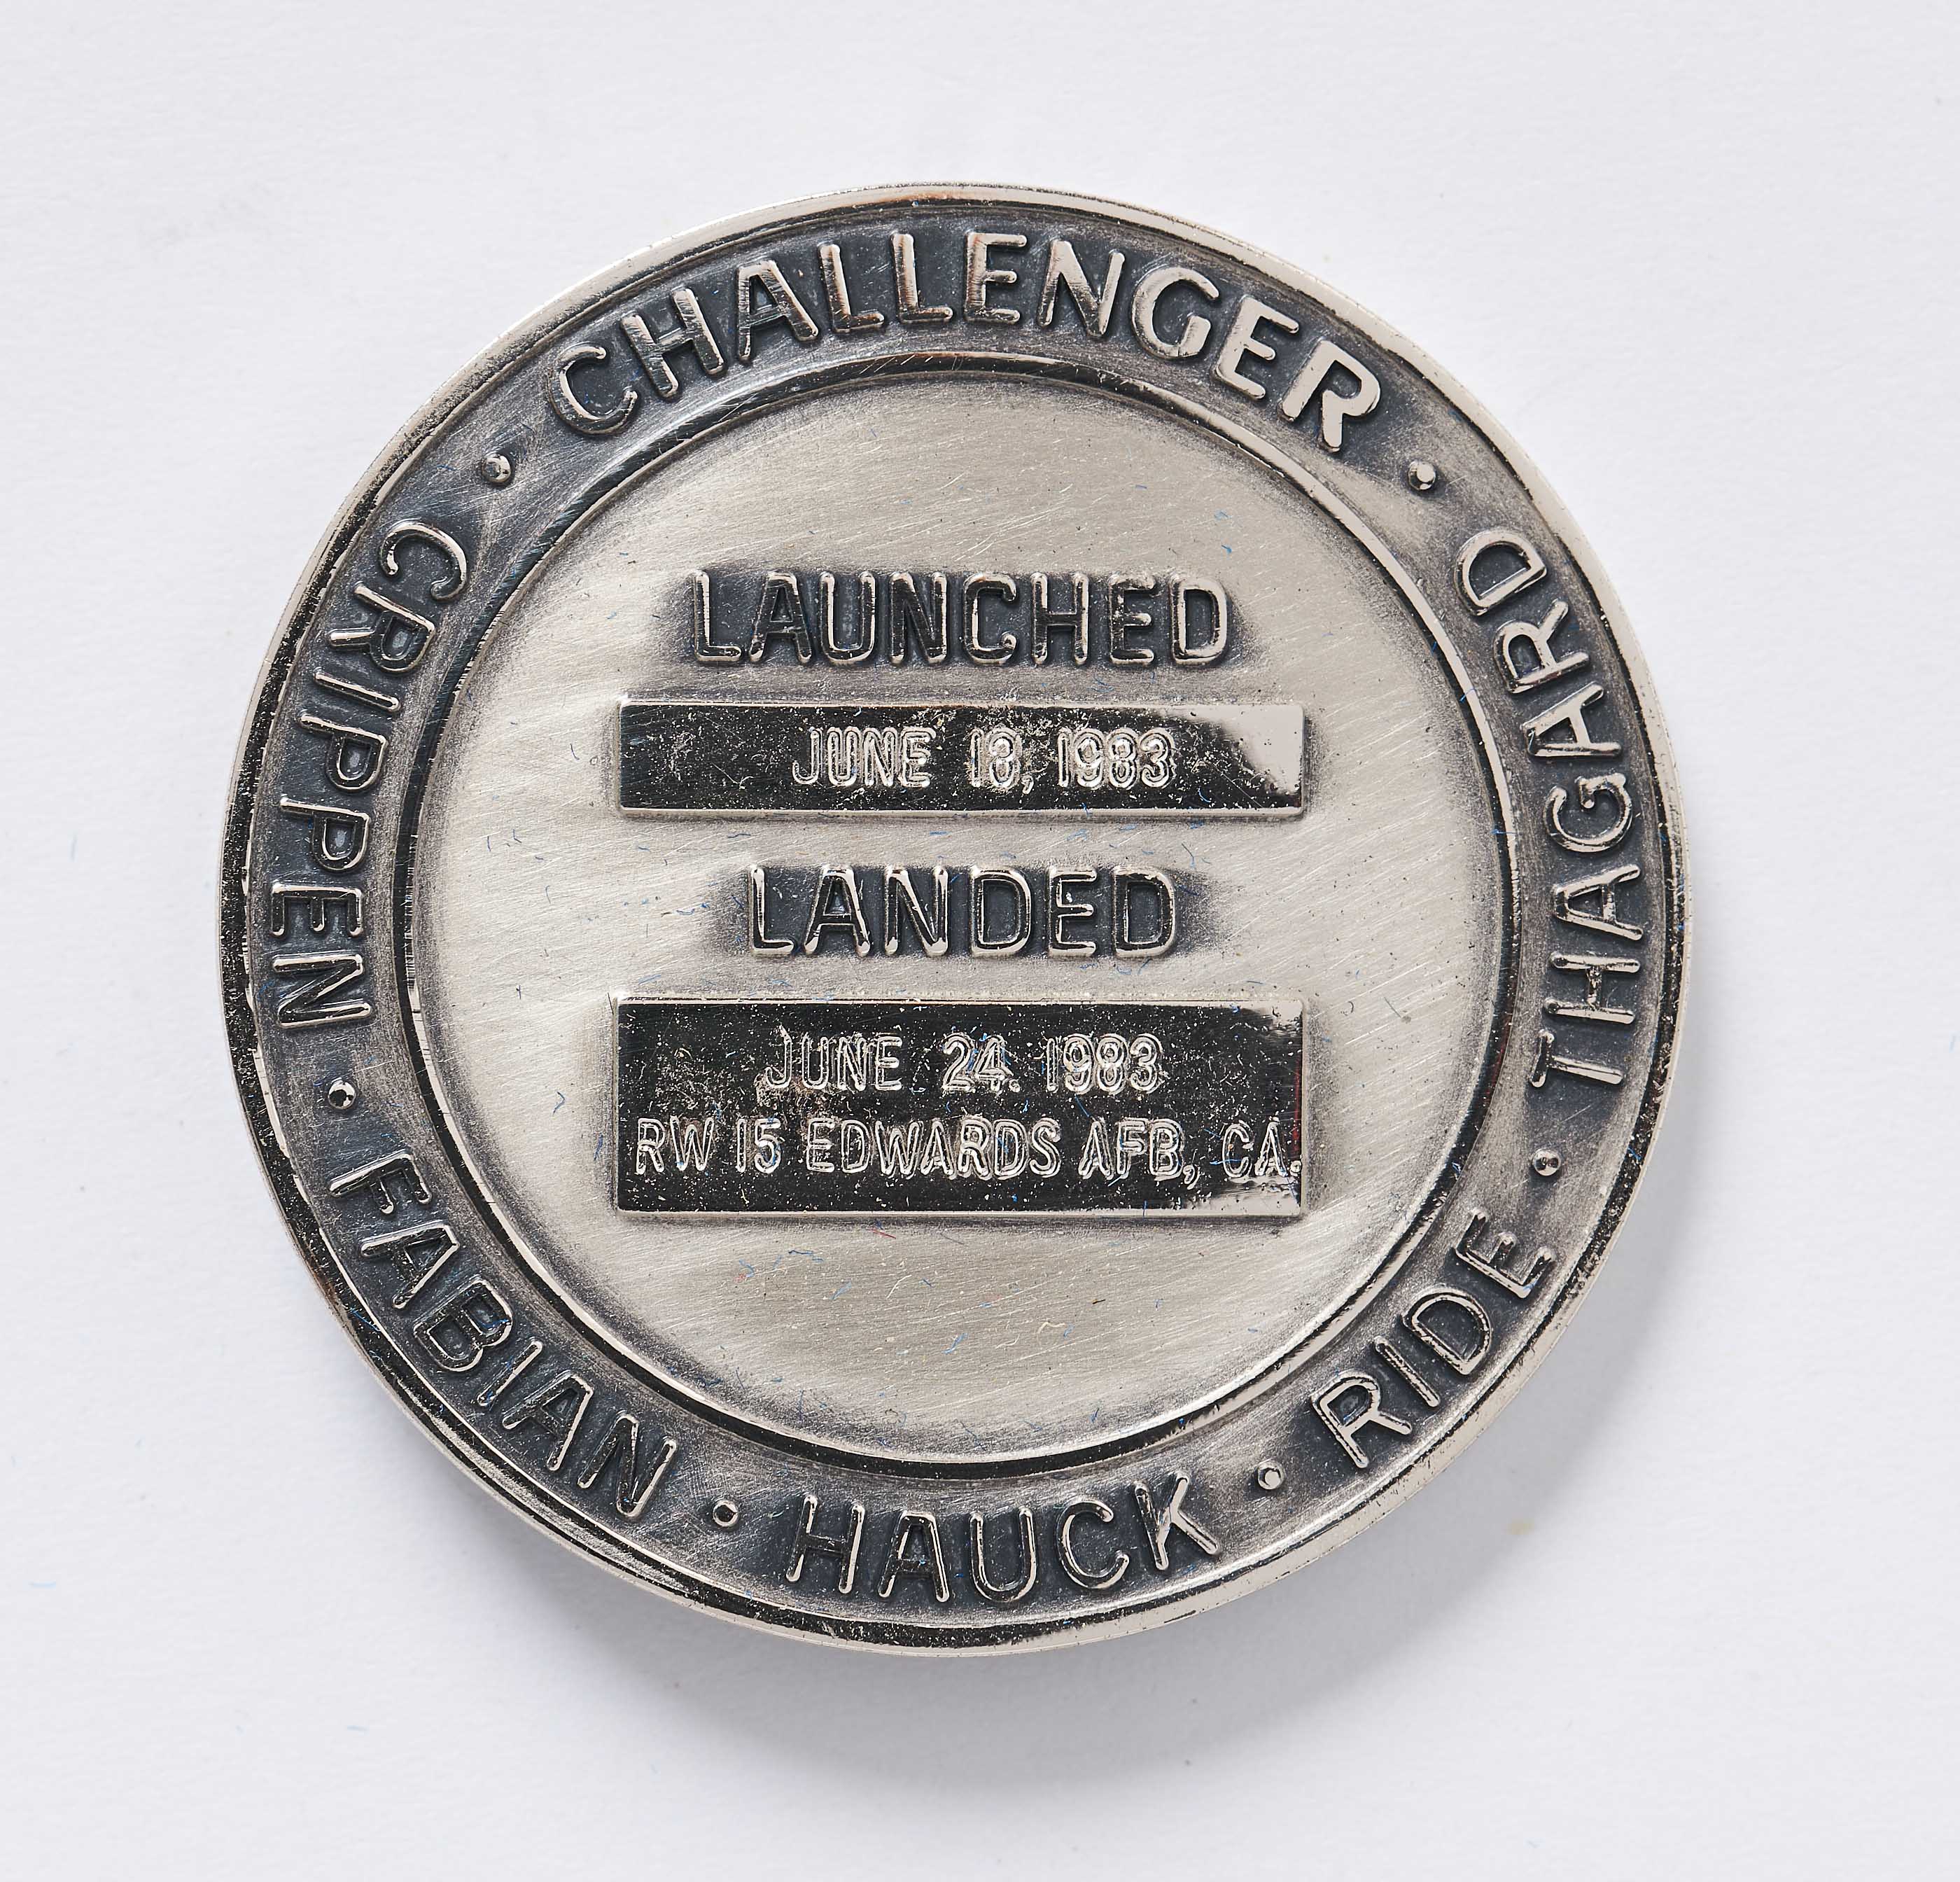 CHALLENGER
CRIPPEN · FABIAN · HAUCK · RIDE · THAGARD
LAUNCHED
JUNE 18, 1983
LANDED
JUNE 24. 1983
RW 15 EDWARDS AFB, CA.